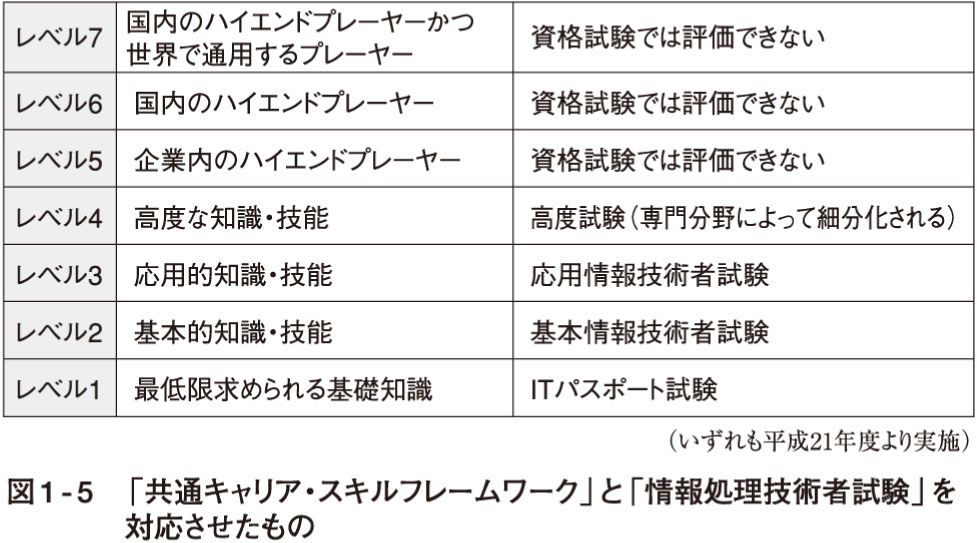 レベル7 国内のハイエンドプレーヤーかつ 資格試験では評価できない
世界で通用するプレーヤー
レベル6 国内のハイエンドプレーヤー 資格試験では評価できない
レベル5 企業内のハイエンドプレーヤー 資格試験では評価できない
レベル4 高度な知識・技能 高度試験（専門分野によって細分化される）
レベル3 応用的知識・技能 応用情報技術者試験
レベル2 基本的知識・技能 基本情報技術者試験
レベル1 最低限求められる基礎知識 ITパスポート試験
（いずれも平成21年度より実施）
図1-5 「共通キャリア・スキルフレームワーク」と「情報処理技術者試験」を
対応させたもの